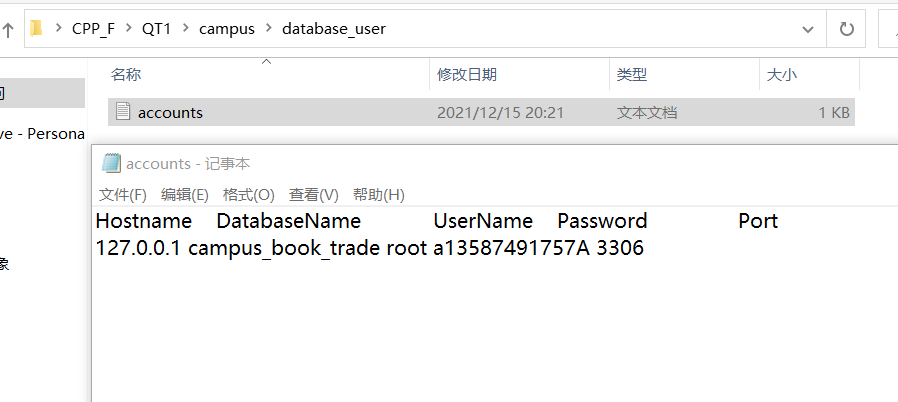 CPP_F > QT1 > campus > database_user
名称 修改日期 类型 大小
accounts 2021/12/15 20:21 文本文档 1 KB
ve - Persona
象
accounts - 记事本
文件(F) 编辑(E) 格式(O) 查看(V) 帮助(H)
Hostname DatabaseName UserName Password Port
127.0.0.1 campus_book_trade root a13587491757A 3306